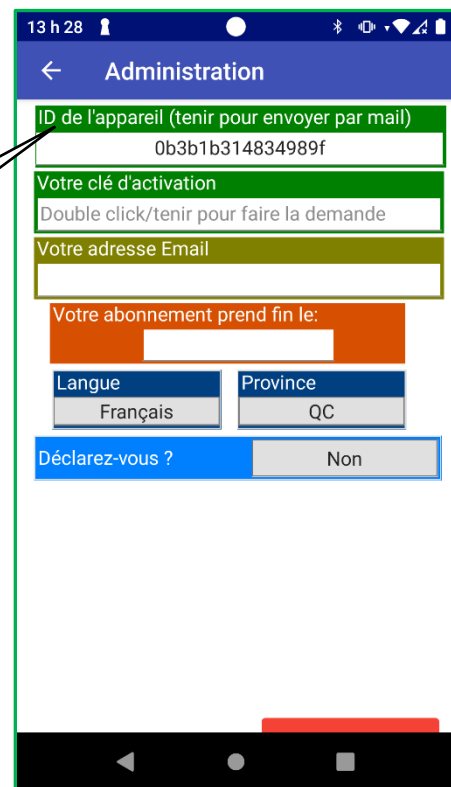 13 h 28
Administration
ID de l'appareil (tenir pour envoyer par mail)
0b3b1b314834989f
Votre clé d'activation
Double click/tenir pour faire la demande
Votre adresse Email
Votre abonnement prend fin le:
Langue
Province
Français
QC
Déclarez-vous ?
Non